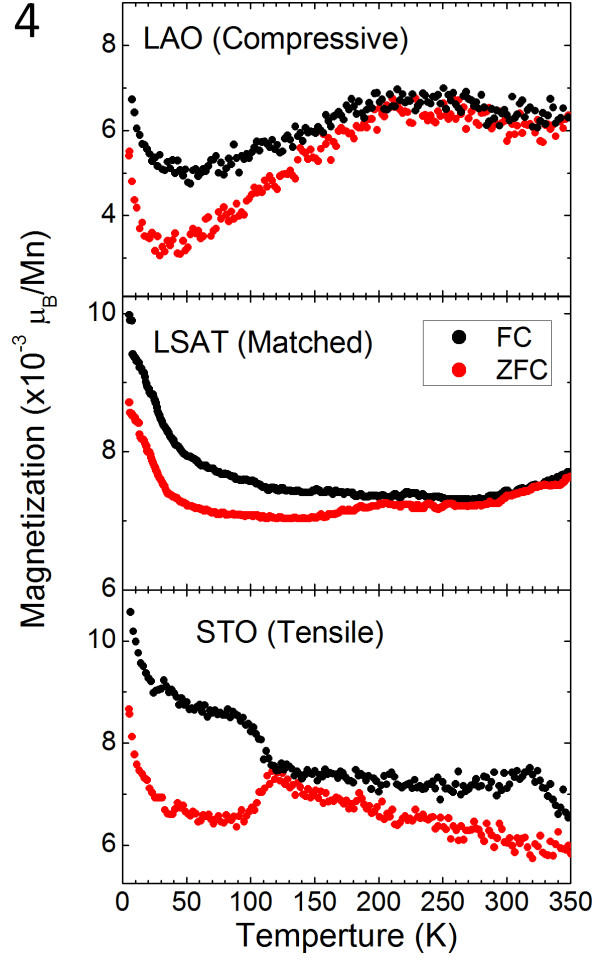 4
LAO (Compressive)
8
6
4
LSAT (Matched)
FC
ZFC
10
8
6
STO (Tensile)
10
8
6
0 50 100 150 200 250 300 350
Temperture (K)
Magnetization (x10⁻³ μ_B/Mn)